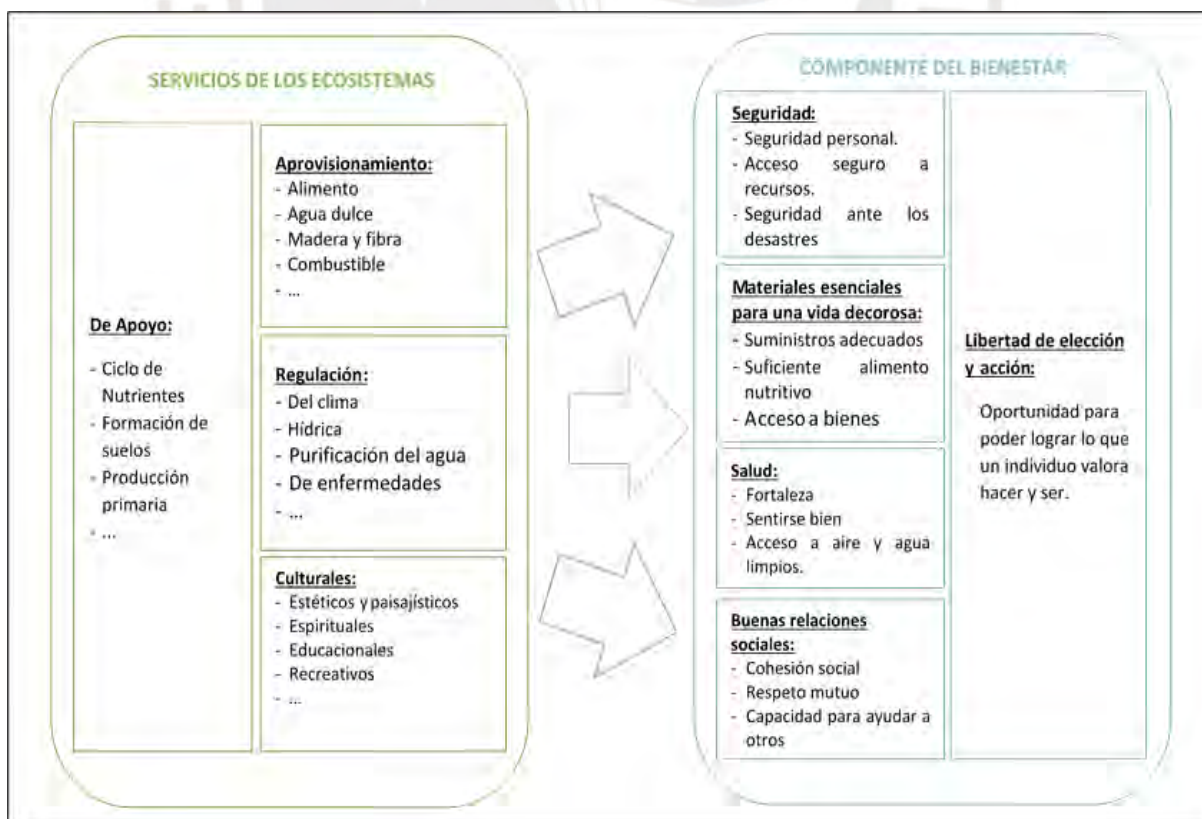 SERVICIOS DE LOS ECOSISTEMAS
De Apoyo:
- Ciclo de
Nutrientes
- Formación de
suelos
- Producción
primaria
- ...
Aprovisionamiento:
- Alimento
- Agua dulce
- Madera y fibra
- Combustible
- ...
Regulación:
- Del clima
- Hídrica
- Purificación del agua
- De enfermedades
- ...
Culturales:
- Estéticos y paisajísticos
- Espirituales
- Educacionales
- Recreativos
- ...
COMPONENTE DEL BIENESTAR
Seguridad:
- Seguridad personal.
- Acceso seguro a
recursos.
- Seguridad ante los
desastres
Materiales esenciales
para una vida decorosa:
- Suministros adecuados
- Suficiente alimento
nutritivo
- Acceso a bienes
Salud:
- Fortaleza
- Sentirse bien
- Acceso a aire y agua
limpios.
Buenas relaciones
sociales:
- Cohesión social
- Respeto mutuo
- Capacidad para ayudar a
otros
Libertad de elección
y acción:
Oportunidad para
poder lograr lo que
un individuo valora
hacer y ser.